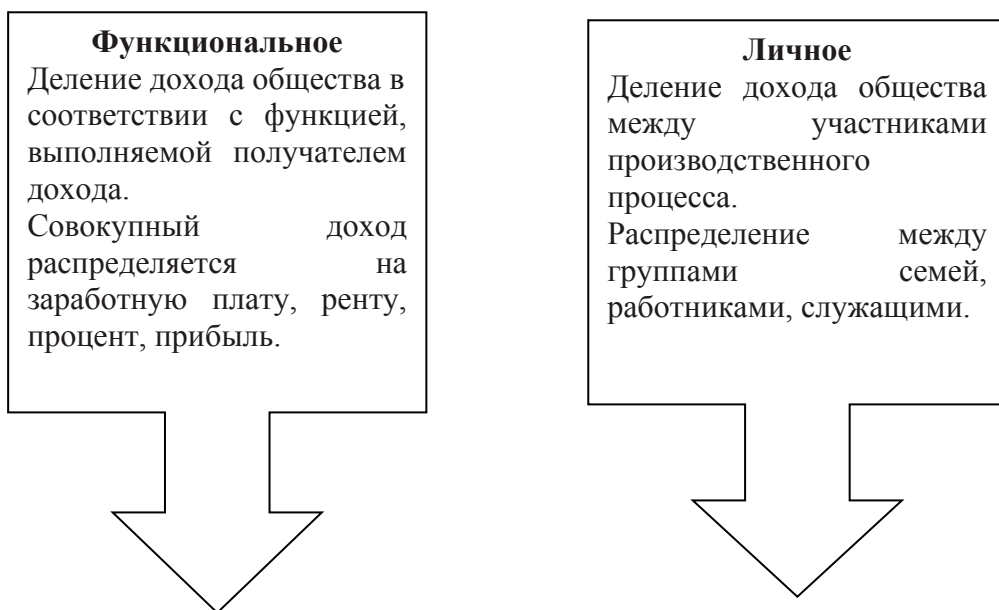 Функциональное
Деление дохода общества в
соответствии с функцией,
выполняемой получателем
дохода.
Совокупный доход
распределяется на
заработную плату, ренту,
процент, прибыль.
Личное
Деление дохода общества
между участниками
производственного
процесса.
Распределение между
группами семей,
работниками, служащими.